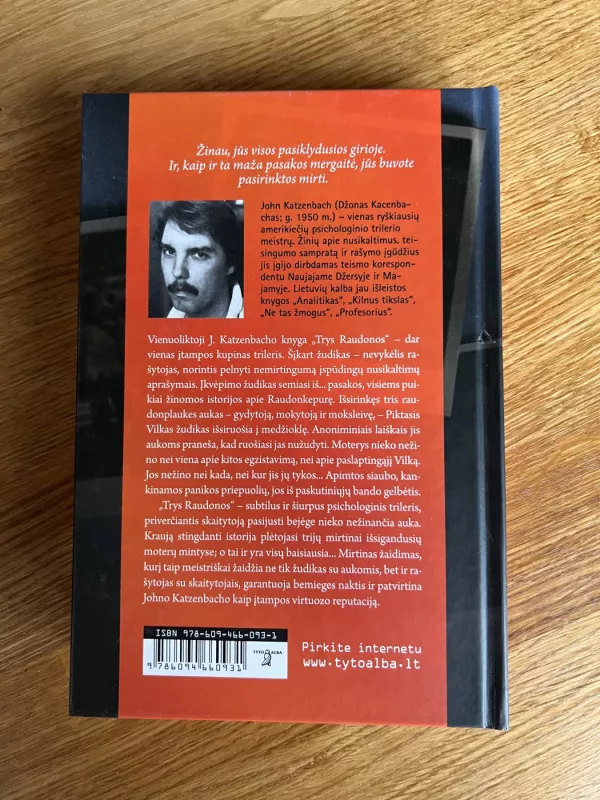 Žinau, jūs visos pasiklydusios girioje.
Ir, kaip ir ta maža pasakos mergaitė, jūs buvote
pasirinktos mirti.
John Katzenbach (Džonas Kacenba-
chas; g. 1950 m.) – vienas ryškiausių
amerikiečių psichologinio trilerio
meistrų. Žinių apie nusikaltimus, tei-
singumo sampratą ir rašymo įgūdžius
jis įgijo dirbdamas teismo korespon-
dentu Naujajame Džersyje ir Ma-
jamyje. Lietuvių kalba jau išleistos
knygos „Analitikas“, „Kilnus tikslas“,
„Ne tas žmogus“, „Profesorius“.
Vienuoliktoji J. Katzenbacho knyga „Trys Raudonos“ – dar
vienas įtampos kupinas trileris. Šįkart žudikas – nevykėlis ra-
šytojas, norintis pelnyti nemirtingumą įspūdingų nusikaltimų
aprašymais. Įkvėpimo žudikas semiasi iš... pasakos, visiems pui-
kiai žinomos istorijos apie Raudonkepurę. Išsirinkęs tris rau-
donplaukes aukas – gydytoją, mokytoją ir moksleivę, – Piktasis
Vilkas žudikas išsiruošia į medžioklę. Anoniminiais laiškais jis
aukoms praneša, kad ruošiasi jas nužudyti. Moterys nieko neži-
no nei viena apie kitos egzistavimą, nei apie paslaptingąjį Vilką.
Jos nežino nei kada, nei kur jis jų tykos... Apimtos siaubo, kan-
kinamos panikos priepuolių, jos iš paskutiniųjų bando gelbėtis.
„Trys Raudonos“ – subtilus ir šiurpus psichologinis trileris,
priverčiantis skaitytoją pasijusti bejėge nieko nežinančia auka.
Kraują stingdanti istorija plėtojasi trijų mirtinai išsigandusių
moterų mintyse; o tai ir yra visų baisiausia... Mirtinas žaidimas,
kurį taip meistriškai žaidžia ne tik žudikas su aukomis, bet ir ra-
šytojas su skaitytojais, garantuoja bemieges naktis ir patvirtina
Johno Katzenbacho kaip įtampos virtuozo reputaciją.
ISBN 978-609-466-093-1
TYTO ALBA
9 786094 660931
Pirkite internetu
www.tytoalba.lt